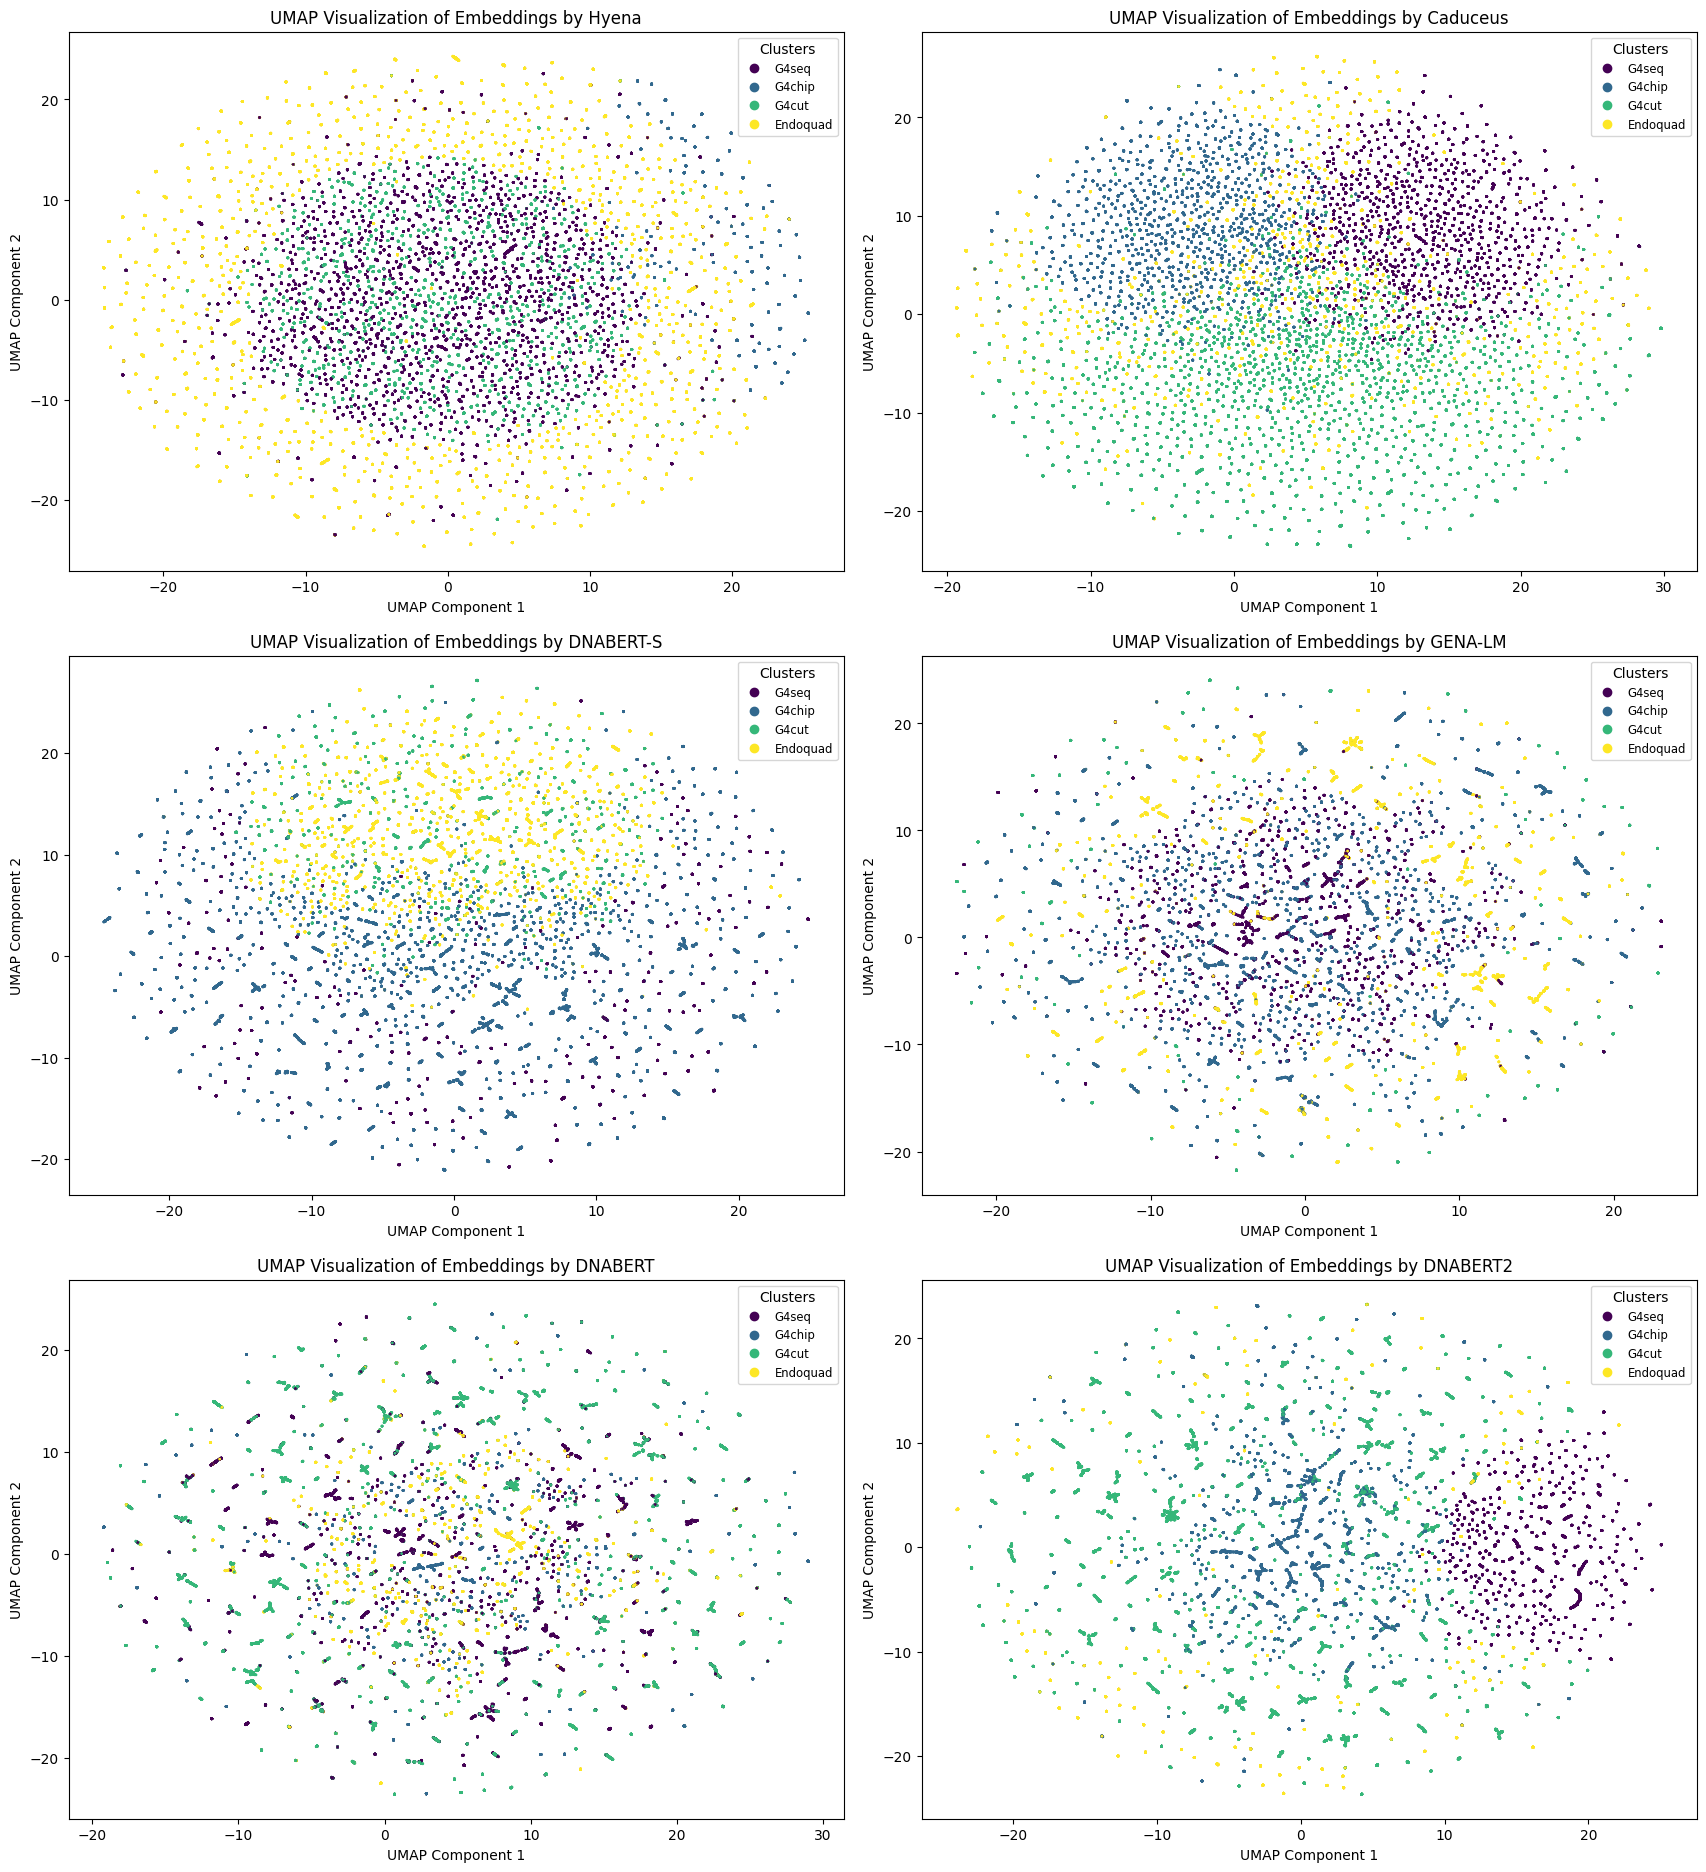 UMAP Visualization of Embeddings by Hyena
Clusters
G4seq
G4chip
G4cut
Endoquad
20
10
0
−10
−20
UMAP Component 2
−20 −10 0 10 20
UMAP Component 1
UMAP Visualization of Embeddings by Caduceus
Clusters
G4seq
G4chip
G4cut
Endoquad
20
10
0
−10
−20
UMAP Component 2
−20 −10 0 10 20 30
UMAP Component 1
UMAP Visualization of Embeddings by DNABERT-S
Clusters
G4seq
G4chip
G4cut
Endoquad
20
10
0
−10
−20
UMAP Component 2
−20 −10 0 10 20
UMAP Component 1
UMAP Visualization of Embeddings by GENA-LM
Clusters
G4seq
G4chip
G4cut
Endoquad
20
10
0
−10
−20
UMAP Component 2
−20 −10 0 10 20
UMAP Component 1
UMAP Visualization of Embeddings by DNABERT
Clusters
G4seq
G4chip
G4cut
Endoquad
20
10
0
−10
−20
UMAP Component 2
−20 −10 0 10 20 30
UMAP Component 1
UMAP Visualization of Embeddings by DNABERT2
Clusters
G4seq
G4chip
G4cut
Endoquad
20
10
0
−10
−20
UMAP Component 2
−20 −10 0 10 20
UMAP Component 1